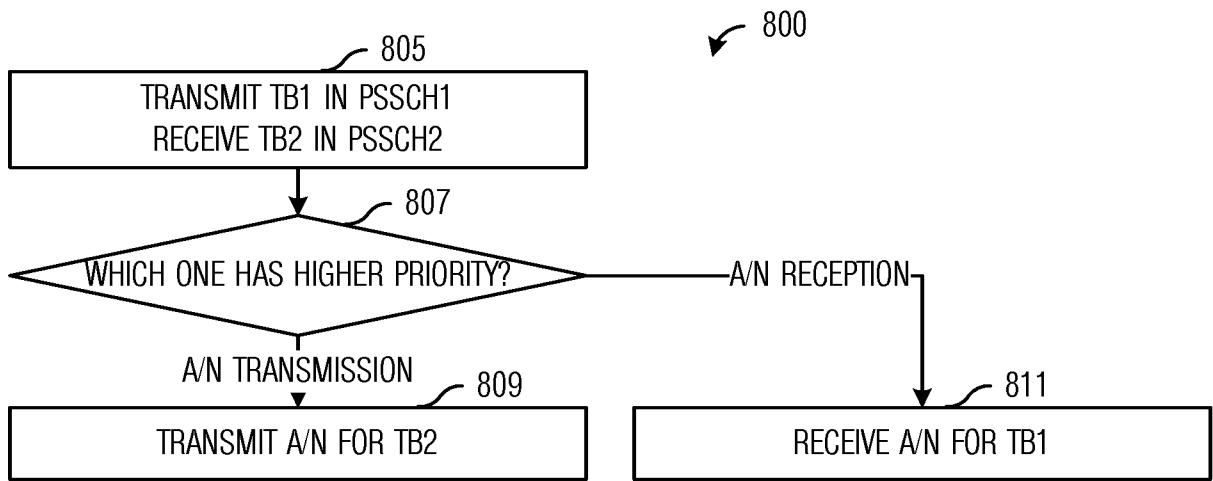 800
805
TRANSMIT TB1 IN PSSCH1
RECEIVE TB2 IN PSSCH2
807
WHICH ONE HAS HIGHER PRIORITY?
A/N RECEPTION
A/N TRANSMISSION
809
TRANSMIT A/N FOR TB2
811
RECEIVE A/N FOR TB1